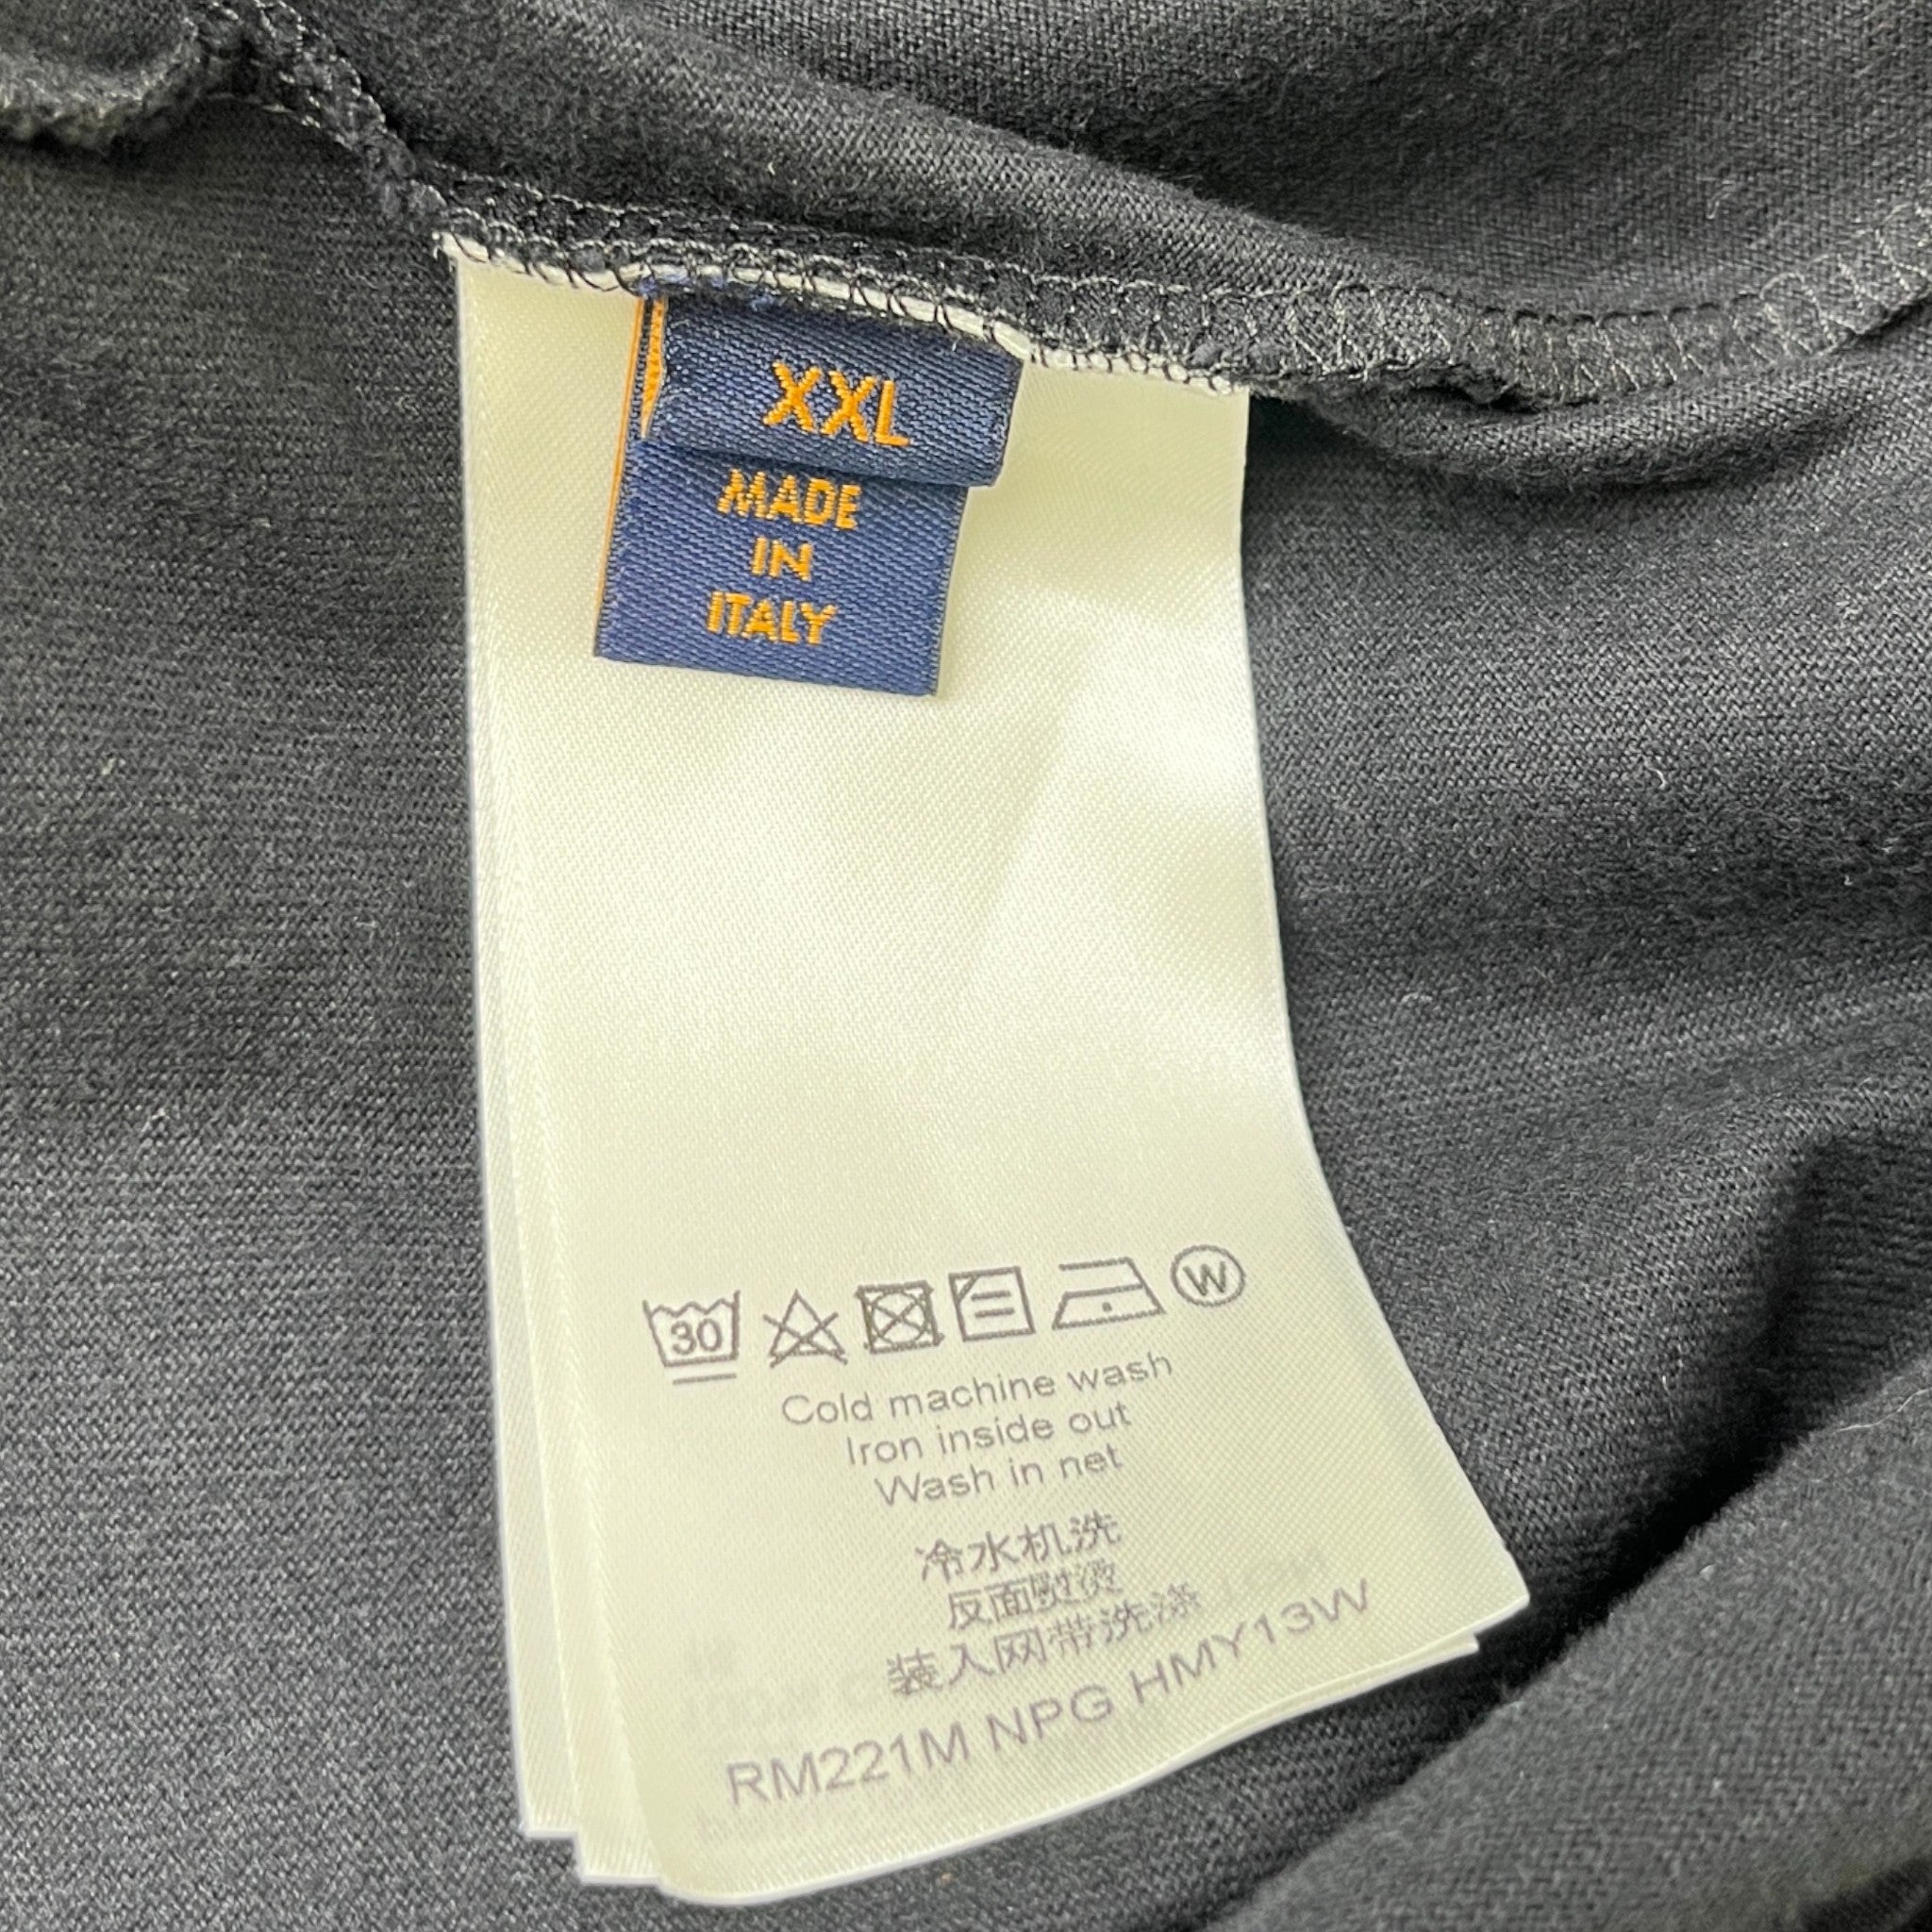 XXL
MADE
IN
ITALY
30
W
Cold machine wash
Iron inside out
Wash in net
冷水机洗
反面熨烫
装入网带洗涤
RM221M NPG HMY13W